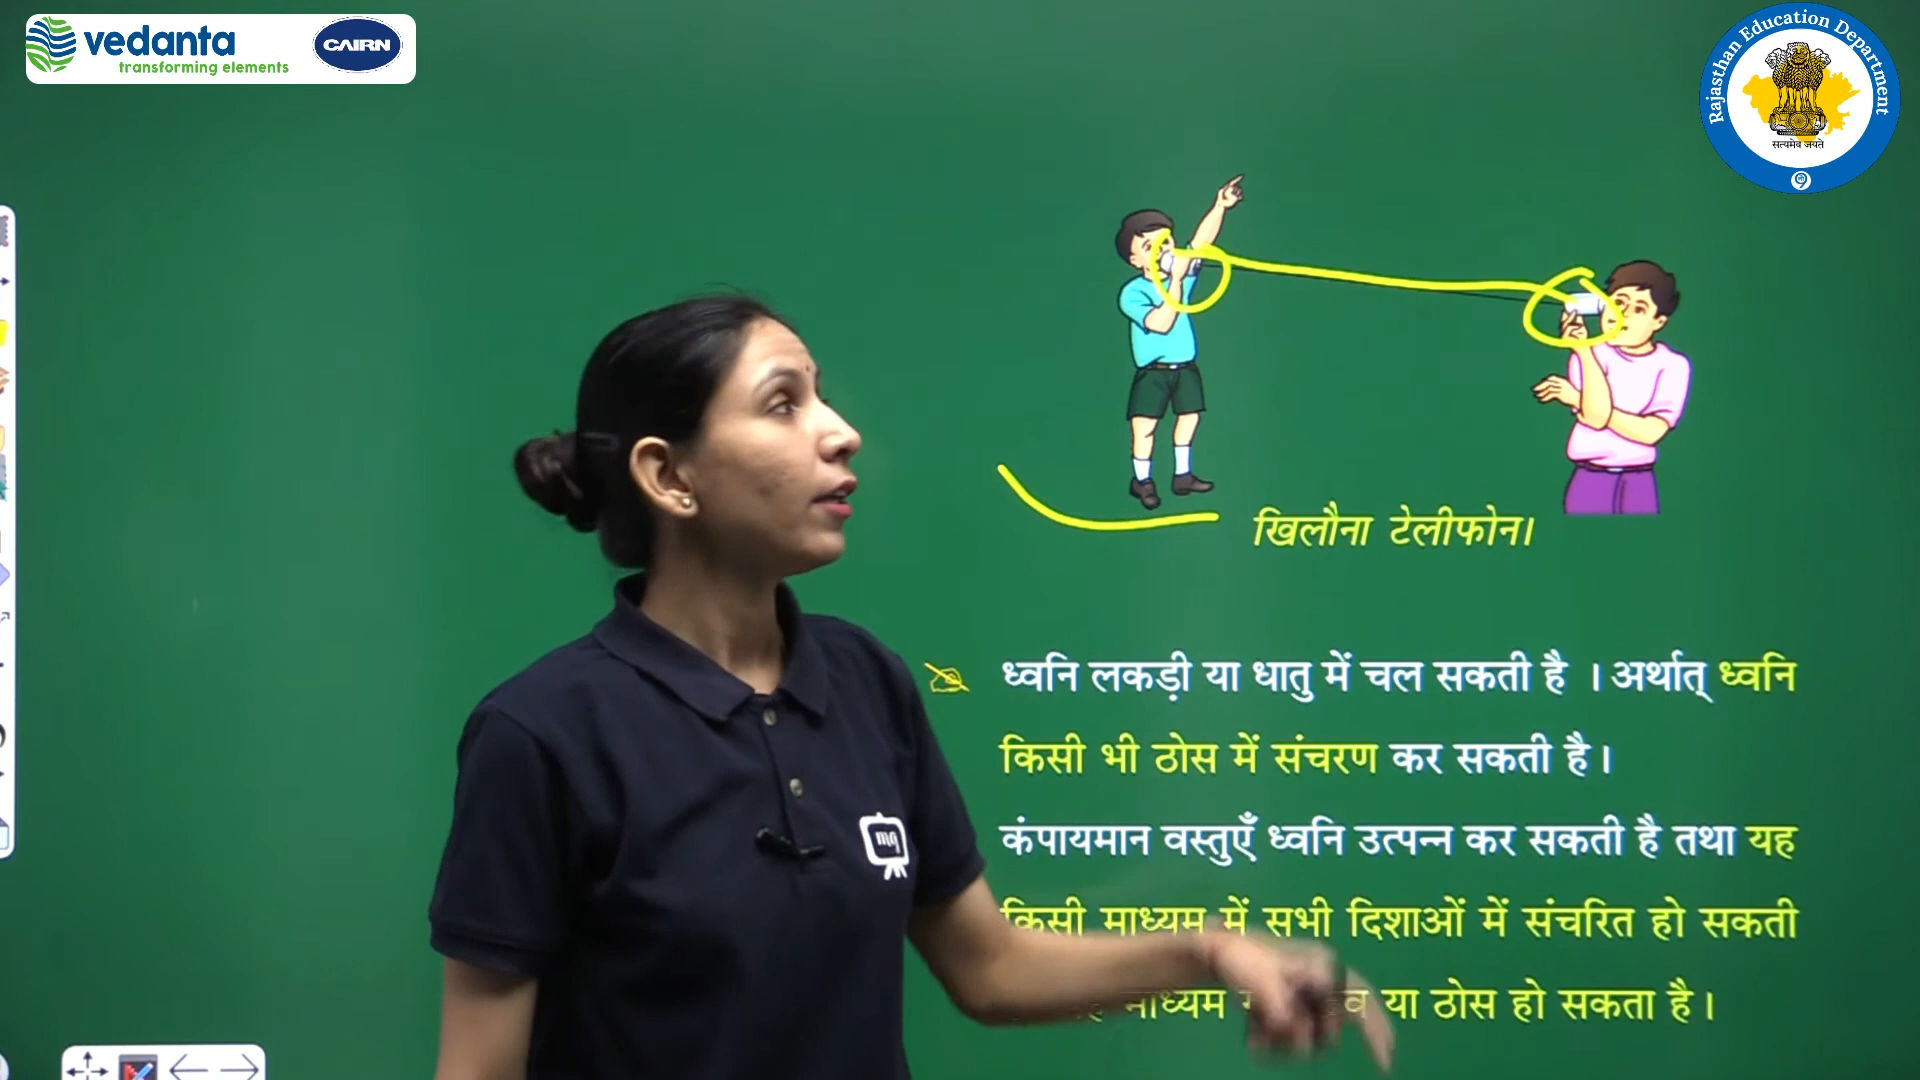 vedanta
transforming elements
CAIRN
Rajasthan Education Department
सत्यमेव जयते
खिलौना टेलीफोन।
ध्वनि लकड़ी या धातु में चल सकती है । अर्थात् ध्वनि
किसी भी ठोस में संचरण कर सकती है।
कंपायमान वस्तुएँ ध्वनि उत्पन्न कर सकती है तथा यह
किसी माध्यम में सभी दिशाओं में संचरित हो सकती
माध्यम या ठोस हो सकता है।
mq